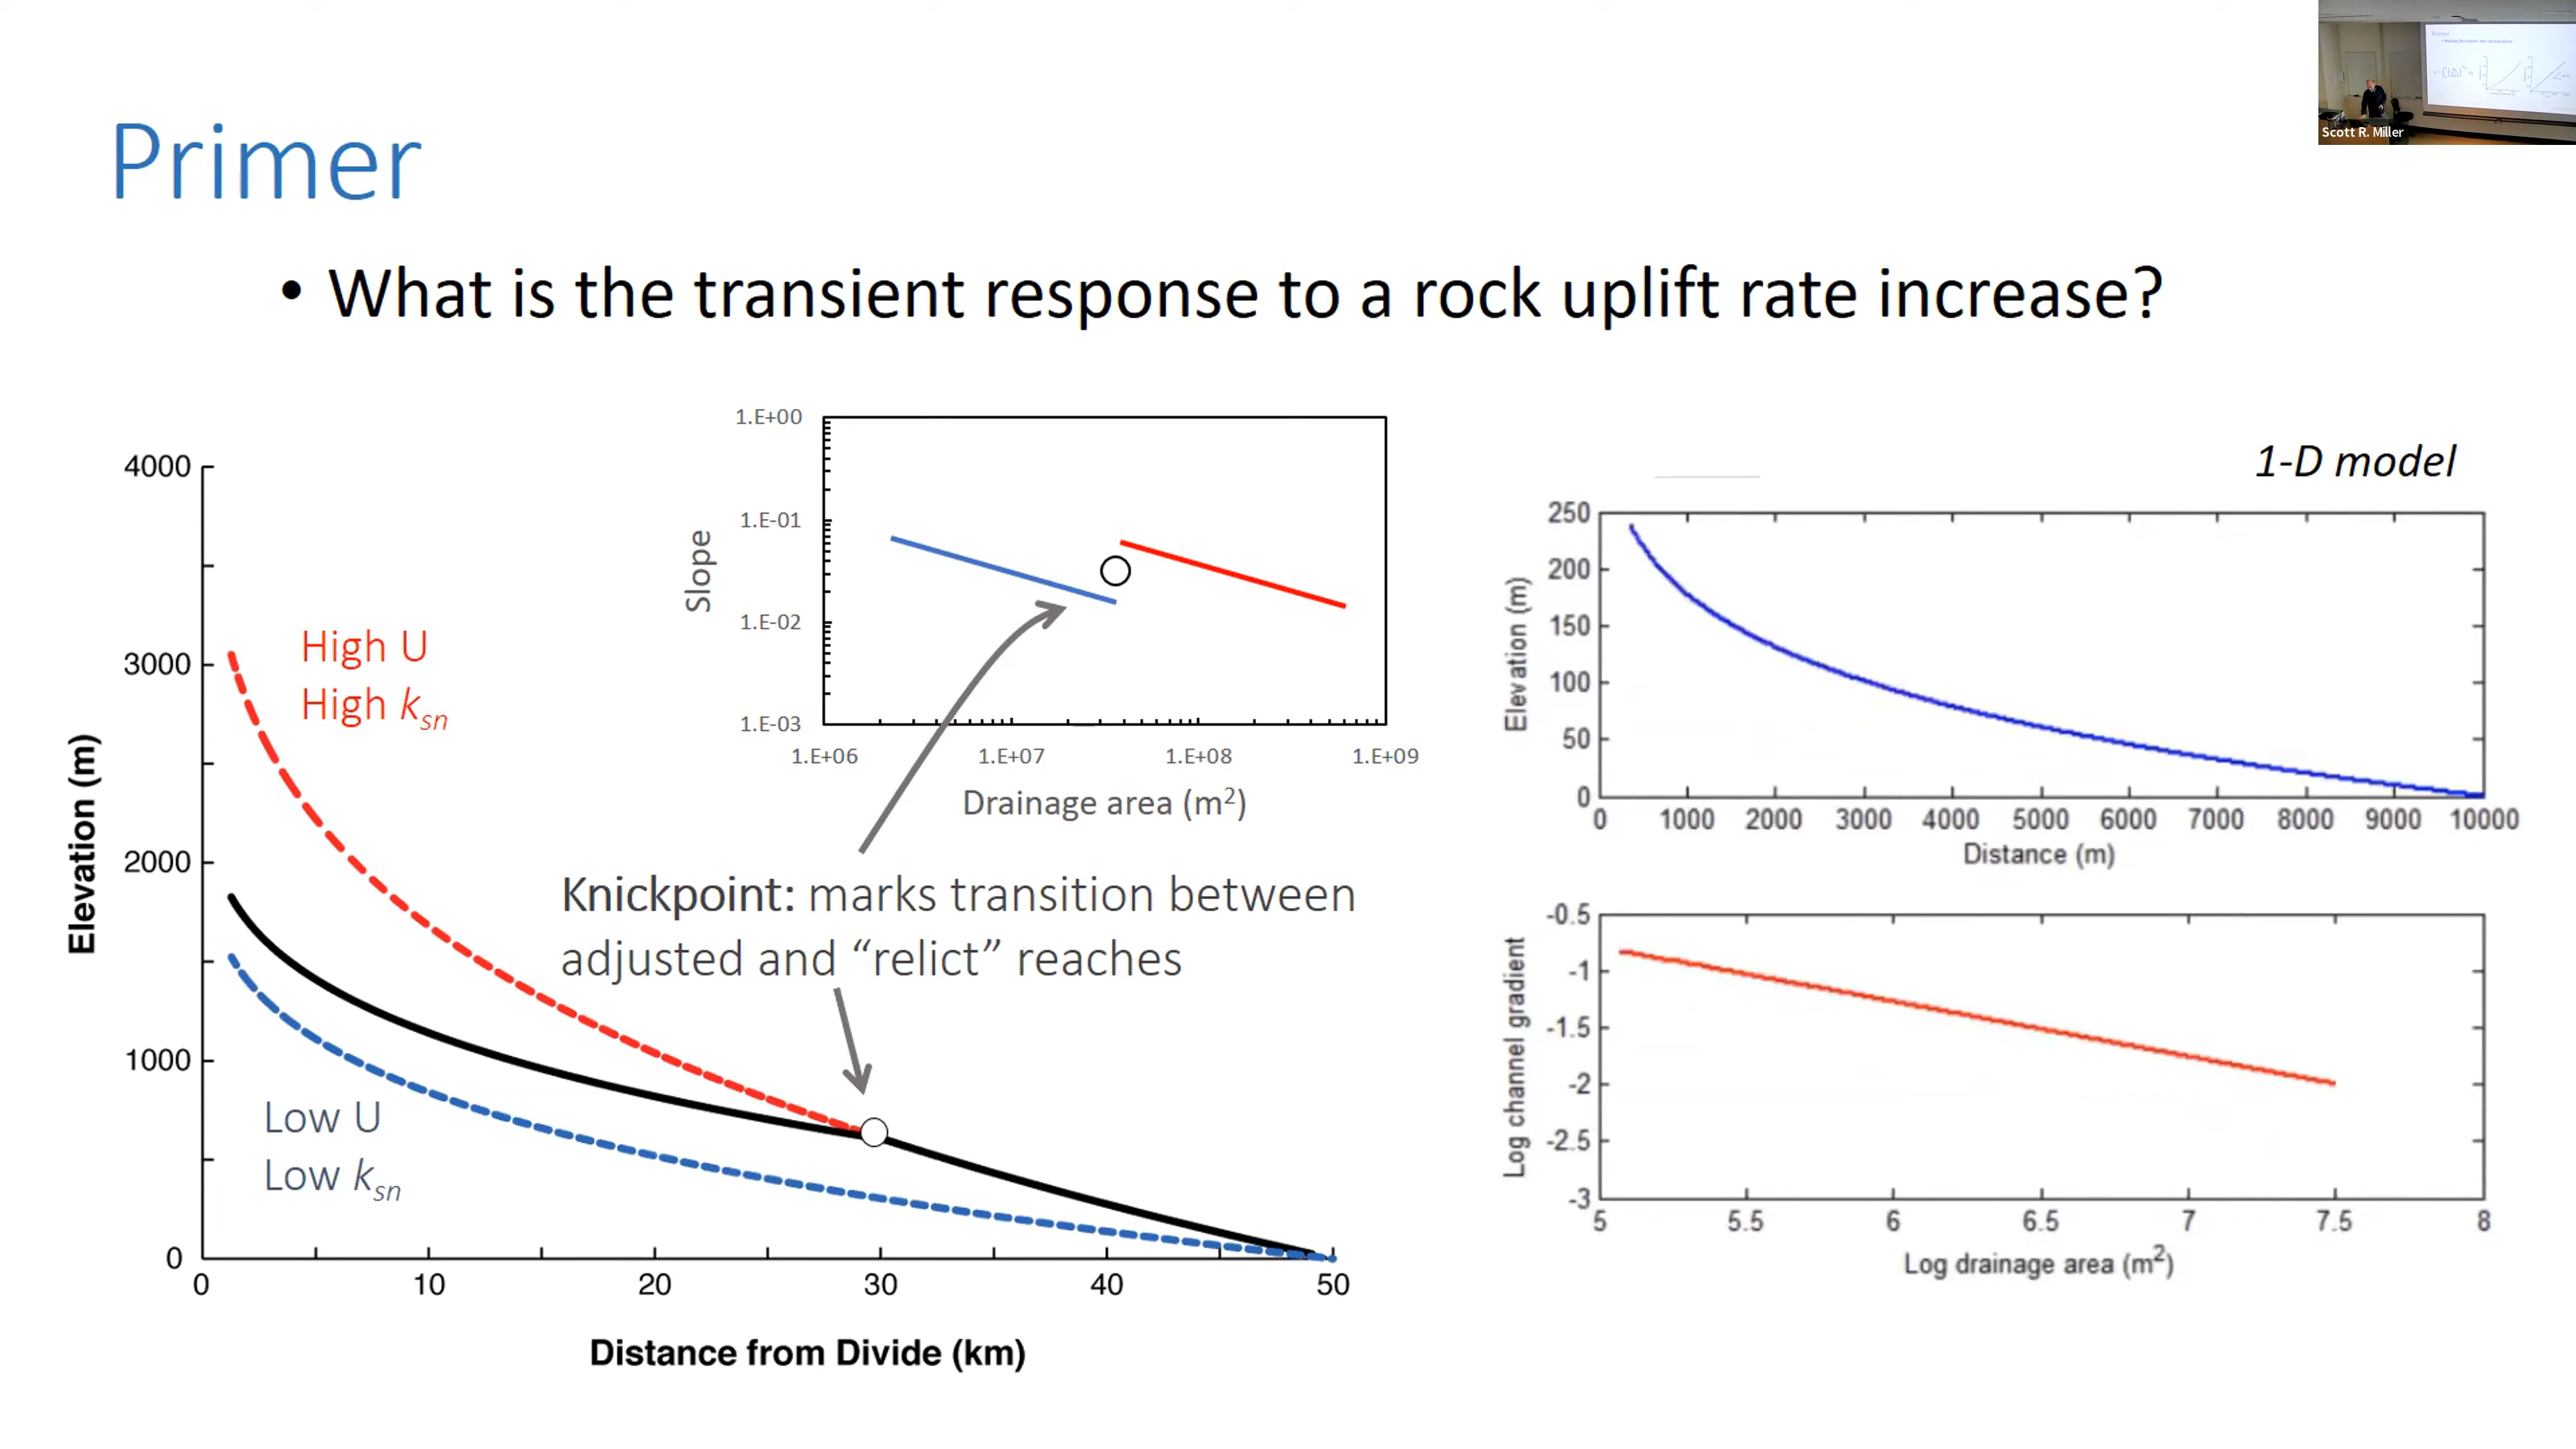 Scott R. Miller
Primer
• What is the transient response to a rock uplift rate increase?
1.E+00
1.E-01
1.E-02
1.E-03
Slope
1.E+06 1.E+07 1.E+08 1.E+09
Drainage area (m²)
4000
3000
2000
1000
0
Elevation (m)
High U
High ksn
Low U
Low ksn
Knickpoint: marks transition between
adjusted and “relict” reaches
0 10 20 30 40 50
Distance from Divide (km)
1-D model
250
200
150
100
50
0
Elevation (m)
0 1000 2000 3000 4000 5000 6000 7000 8000 9000 10000
Distance (m)
-0.5
-1
-1.5
-2
-2.5
-3
Log channel gradient
5 5.5 6 6.5 7 7.5 8
Log drainage area (m²)